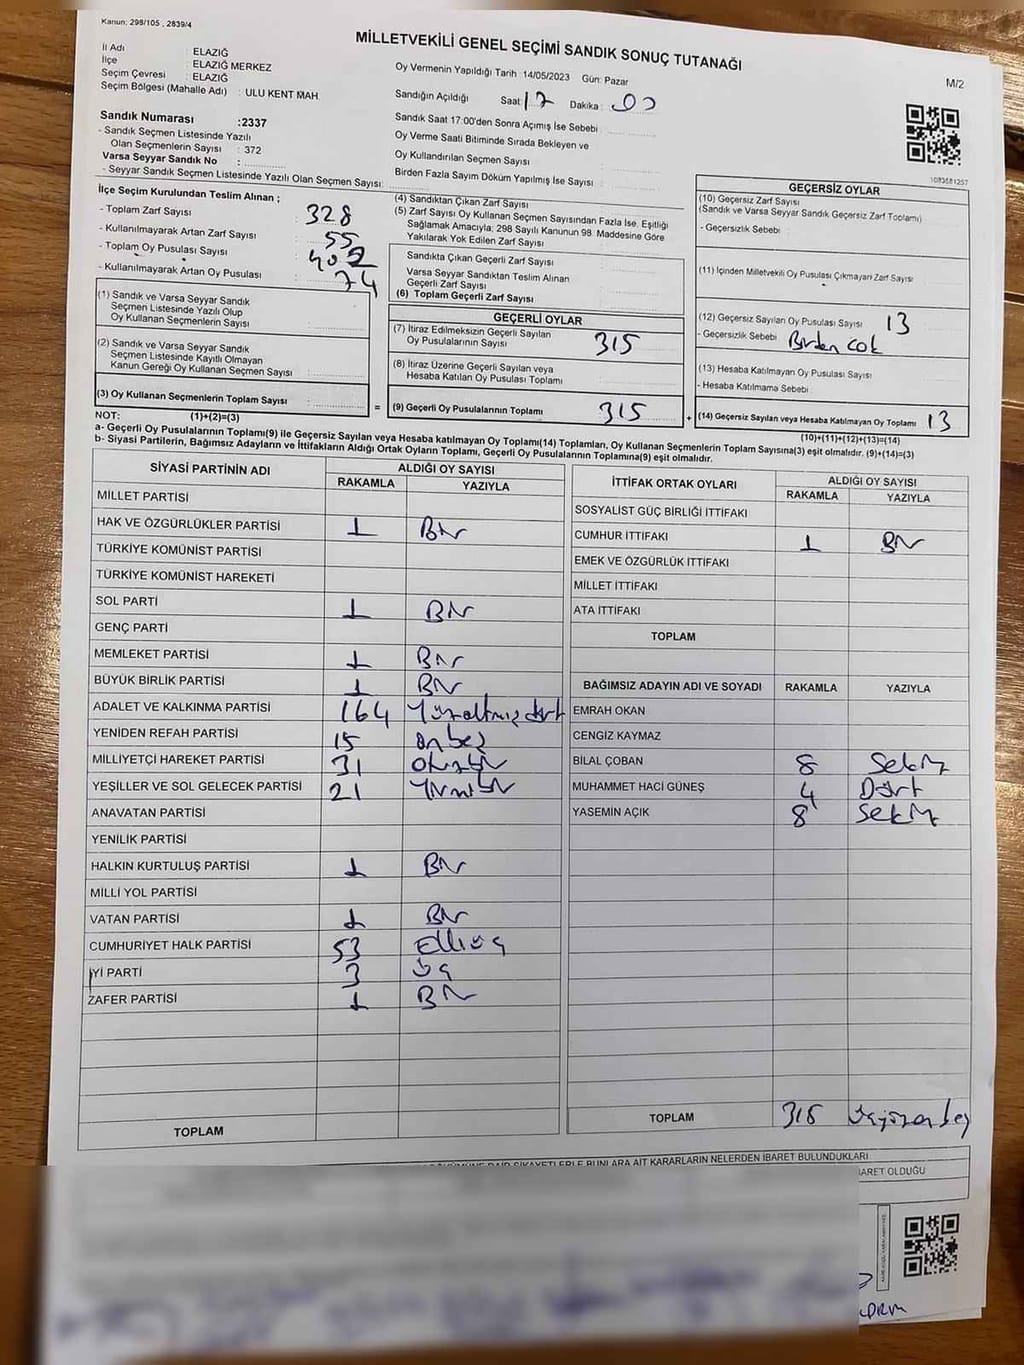 Kanun: 298/105 , 2839/4
MİLLETVEKİLİ GENEL SEÇİMİ SANDIK SONUÇ TUTANAĞI
M/2
İl Adı : ELAZIĞ
İlçe : ELAZIĞ MERKEZ
Seçim Çevresi : ELAZIĞ
Seçim Bölgesi (Mahalle Adı) : ULU KENT MAH.
Sandık Numarası :2337
- Sandık Seçmen Listesinde Yazılı
Olan Seçmenlerin Sayısı : 372
Varsa Seyyar Sandık No :
- Seyyar Sandık Seçmen Listesinde Yazılı Olan Seçmen Sayısı:
Oy Vermenin Yapıldığı Tarih :14/05/2023 Gün: Pazar
Sandığın Açıldığı Saat 17 Dakika : 00
Sandık Saat 17:00'den Sonra Açımış İse Sebebi :
Oy Verme Saati Bitiminde Sırada Bekleyen ve
Oy Kullandırılan Seçmen Sayısı :
Birden Fazla Sayım Döküm Yapılmış İse Sayısı :
1083681257
İlçe Seçim Kurulundan Teslim Alınan ;
- Toplam Zarf Sayısı : 328
- Kullanılmayarak Artan Zarf Sayısı : 55
- Toplam Oy Pusulası Sayısı : 402
- Kullanılmayarak Artan Oy Pusulası : 74
(1) Sandık ve Varsa Seyyar Sandık
Seçmen Listesinde Yazılı Olup
Oy Kullanan Seçmenlerin Sayısı :
(2) Sandık ve Varsa Seyyar Sandık
Seçmen Listesinde Kayıtlı Olmayan
Kanun Gereği Oy Kullanan Seçmen Sayısı :
(3) Oy Kullanan Seçmenlerin Toplam Sayısı :
(1)+(2)=(3)
(4) Sandıktan Çıkan Zarf Sayısı
(5) Zarf Sayısı Oy Kullanan Seçmen Sayısından Fazla İse, Eşitliği
Sağlamak Amacıyla; 298 Sayılı Kanunun 98. Maddesine Göre
Yakılarak Yok Edilen Zarf Sayısı
Sandıkta Çıkan Geçerli Zarf Sayısı :
Varsa Seyyar Sandıktan Teslim Alınan
Geçerli Zarf Sayısı :
(6) Toplam Geçerli Zarf Sayısı :
GEÇERLİ OYLAR
(7) İtiraz Edilmeksizin Geçerli Sayılan
Oy Pusulalarının Sayısı : 315
(8) İtiraz Üzerine Geçerli Sayılan veya
Hesaba Katılan Oy Pusulası Toplamı :
= (9) Geçerli Oy Pusulalarının Toplamı : 315 +
GEÇERSİZ OYLAR
(10) Geçersiz Zarf Sayısı
(Sandık ve Varsa Seyyar Sandık Geçersiz Zarf Toplamı)
- Geçersizlik Sebebi :
(11) İçinden Milletvekili Oy Pusulası Çıkmayan Zarf Sayısı
(12) Geçersiz Sayılan Oy Pusulası Sayısı : 13
- Geçersizlik Sebebi : Birden çok
(13) Hesaba Katılmayan Oy Pusulası Sayısı :
- Hesaba Katılmama Sebebi :
(14) Geçersiz Sayılan veya Hesaba Katılmayan Oy Toplamı : 13
(10)+(11)+(12)+(13)=(14)
NOT:
a- Geçerli Oy Pusulalarının Toplamı(9) ile Geçersiz Sayılan veya Hesaba katılmayan Oy Toplamı(14) Toplamları, Oy Kullanan Seçmenlerin Toplam Sayısına(3) eşit olmalıdır. (9)+(14)=(3)
b- Siyasi Partilerin, Bağımsız Adayların ve İttifakların Aldığı Ortak Oyların Toplamı, Geçerli Oy Pusulalarının Toplamına(9) eşit olmalıdır.
SİYASİ PARTİNİN ADI ALDIĞI OY SAYISI
RAKAMLA YAZIYLA
MİLLET PARTİSİ
HAK VE ÖZGÜRLÜKLER PARTİSİ 1 Bir
TÜRKİYE KOMÜNİST PARTİSİ
TÜRKİYE KOMÜNİST HAREKETİ
SOL PARTİ 1 Bir
GENÇ PARTİ
MEMLEKET PARTİSİ 1 Bir
BÜYÜK BİRLİK PARTİSİ 1 Bir
ADALET VE KALKINMA PARTİSİ 164 Yüzaltmışdört
YENİDEN REFAH PARTİSİ 15 onbeş
MİLLİYETÇİ HAREKET PARTİSİ 31 otuzbir
YEŞİLLER VE SOL GELECEK PARTİSİ 21 Yirmibir
ANAVATAN PARTİSİ
YENİLİK PARTİSİ
HALKIN KURTULUŞ PARTİSİ 1 Bir
MİLLİ YOL PARTİSİ
VATAN PARTİSİ 1 Bir
CUMHURİYET HALK PARTİSİ 53 Elliüç
İYİ PARTİ 3 üç
ZAFER PARTİSİ 1 Bir
TOPLAM
İTTİFAK ORTAK OYLARI ALDIĞI OY SAYISI
RAKAMLA YAZIYLA
SOSYALİST GÜÇ BİRLİĞİ İTTİFAKI
CUMHUR İTTİFAKI 1 Bir
EMEK VE ÖZGÜRLÜK İTTİFAKI
MİLLET İTTİFAKI
ATA İTTİFAKI
TOPLAM
BAĞIMSIZ ADAYIN ADI VE SOYADI RAKAMLA YAZIYLA
EMRAH OKAN
CENGİZ KAYMAZ
BİLAL ÇOBAN 8 Sekiz
MUHAMMET HACİ GÜNEŞ 4 Dört
YASEMİN AÇIK 8 Sekiz
TOPLAM 315 üçyüzonbeş
BUNLARA AİT KARARLARIN NELERDEN İBARET BULUNDUKLARI
BARET OLDUĞU